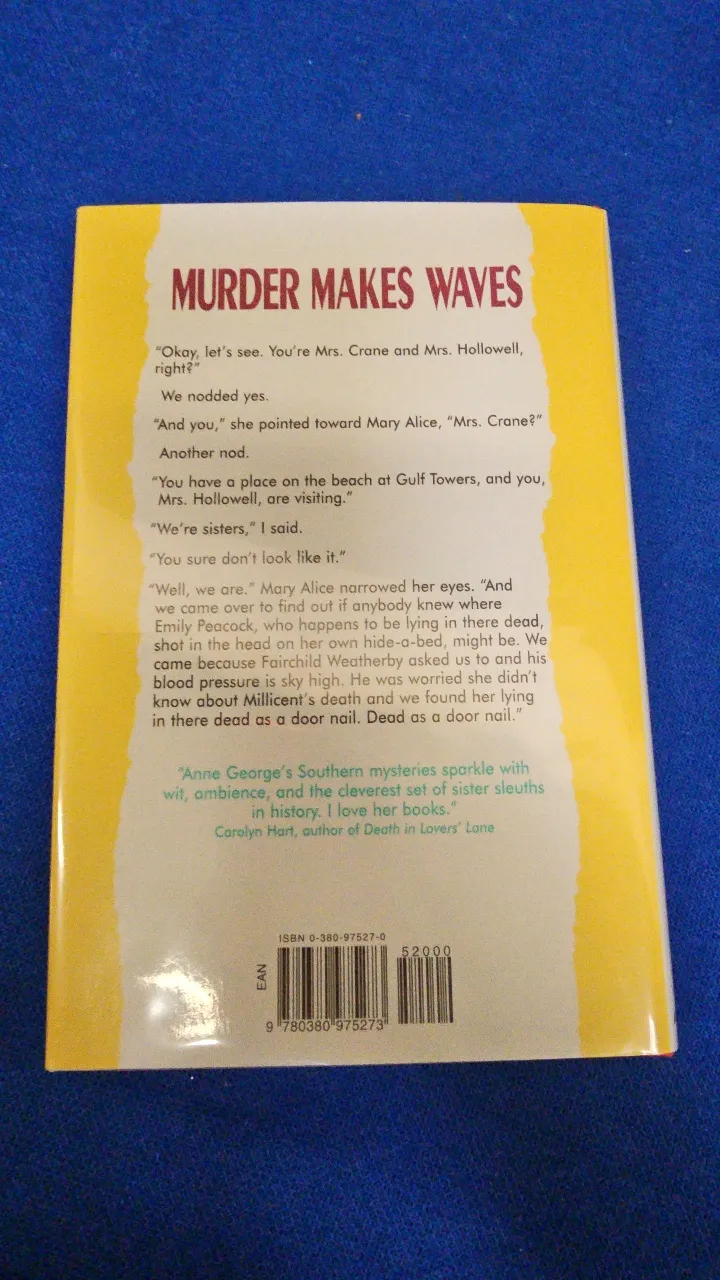 MURDER MAKES WAVES
"Okay, let's see. You're Mrs. Crane and Mrs. Hollowell,
right?"
We nodded yes.
"And you," she pointed toward Mary Alice, "Mrs. Crane?"
Another nod.
"You have a place on the beach at Gulf Towers, and you,
Mrs. Hollowell, are visiting."
"We're sisters," I said.
"You sure don't look like it."
"Well, we are." Mary Alice narrowed her eyes. "And
we came over to find out if anybody knew where
Emily Peacock, who happens to be lying in there dead,
shot in the head on her own hide-a-bed, might be. We
came because Fairchild Weatherby asked us to and his
blood pressure is sky high. He was worried she didn't
know about Millicent's death and we found her lying
in there dead as a door nail. Dead as a door nail."
"Anne George's Southern mysteries sparkle with
wit, ambience, and the cleverest set of sister sleuths
in history. I love her books."
Carolyn Hart, author of Death in Lovers' Lane
ISBN 0-380-97527-0
52000
EAN
9 780380 975273